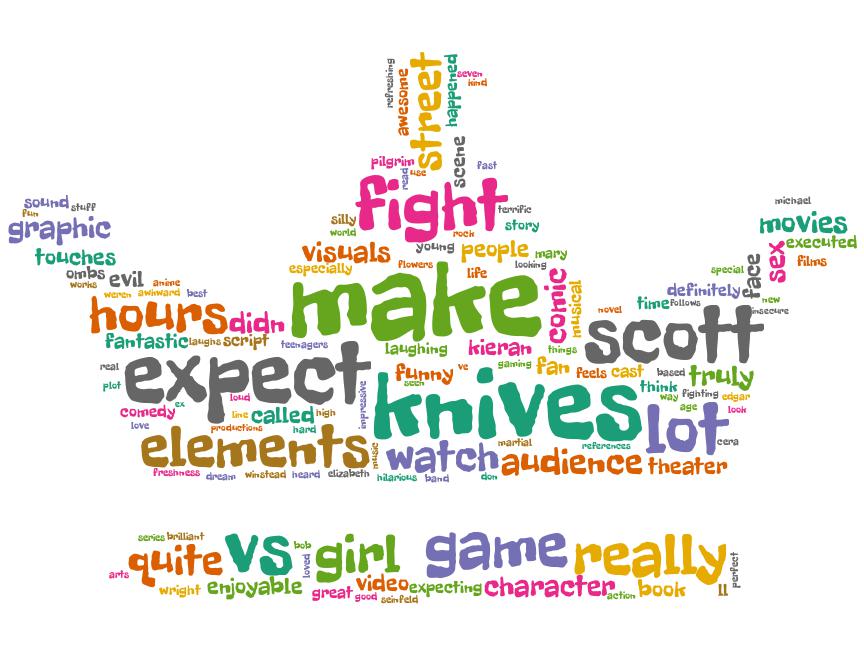 refreshing
awesome
street
happened
seven
kind
scene
pilgrim
read
use
fast
fight
terrific
silly
world
rock
story
visuals
young
people
mary
especially
flowers
life
looking
sound
stuff
fun
graphic
touches
ombs
works
evil
anime
weren
awkward
best
michael
movies
executed
films
sex
face
special
definitely
new
insecure
time
follows
novel
hours
didn
make
comic
musical
scott
fantastic
laughs
script
teenagers
laughing
kieran
things
real
expect
funny
ve
seen
gaming
fan
feels
cast
based
truly
plot
loud
impressive
knives
think
way
fighting
edgar
age
look
comedy
ex
love
line
called
high
productions
hard
lot
cera
elements
music
watch
martial
references
audience
theater
freshness
dream
winstead
heard
elizabeth
hilarious
band
don
series
brilliant
quite
vs
bob
loved
girl
game
really
perfect
arts
wright
enjoyable
great
video
good
seinfeld
expecting
character
action
book
ll